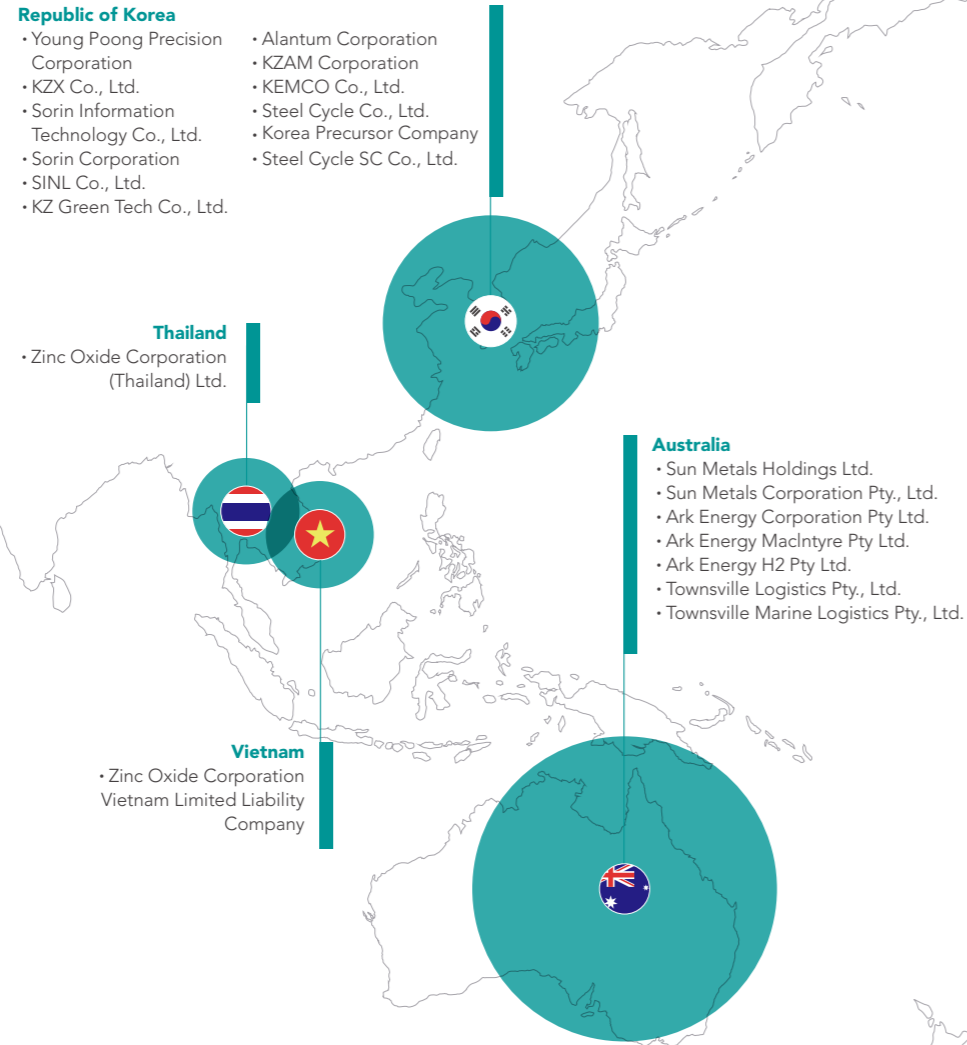 Republic of Korea
· Young Poong Precision
Corporation
· KZX Co., Ltd.
· Sorin Information
Technology Co., Ltd.
· Sorin Corporation
· SINL Co., Ltd.
· KZ Green Tech Co., Ltd.
· Alantum Corporation
· KZAM Corporation
· KEMCO Co., Ltd.
· Steel Cycle Co., Ltd.
· Korea Precursor Company
· Steel Cycle SC Co., Ltd.
Thailand
· Zinc Oxide Corporation
(Thailand) Ltd.
Australia
· Sun Metals Holdings Ltd.
· Sun Metals Corporation Pty., Ltd.
· Ark Energy Corporation Pty Ltd.
· Ark Energy MacIntyre Pty Ltd.
· Ark Energy H2 Pty Ltd.
· Townsville Logistics Pty., Ltd.
· Townsville Marine Logistics Pty., Ltd.
Vietnam
· Zinc Oxide Corporation
Vietnam Limited Liability
Company